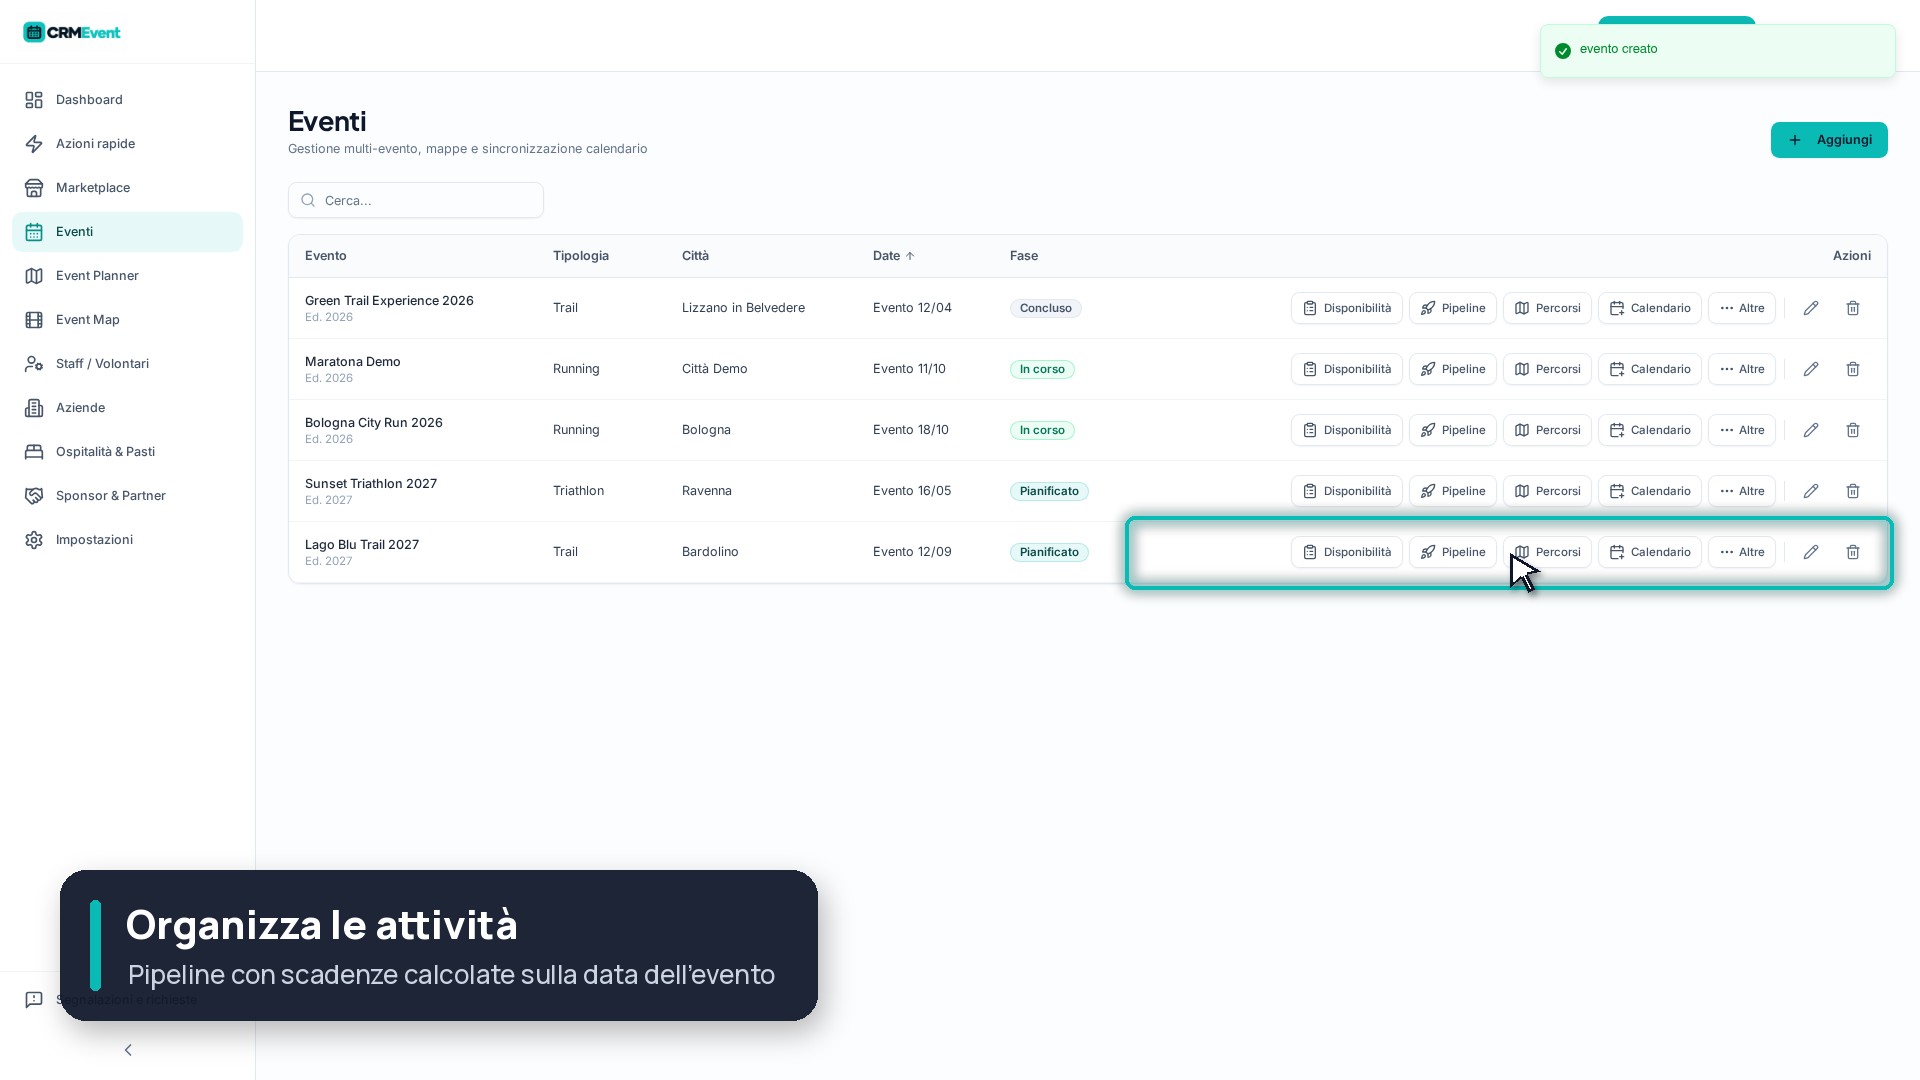 CRMEvent
evento creato
Dashboard
Azioni rapide
Marketplace
Eventi
Event Planner
Event Map
Staff / Volontari
Aziende
Ospitalità & Pasti
Sponsor & Partner
Impostazioni
Segnalazioni e richieste
Eventi
Gestione multi-evento, mappe e sincronizzazione calendario
Aggiungi
Cerca...
Evento Tipologia Città Date Fase Azioni
Green Trail Experience 2026 Trail Lizzano in Belvedere Evento 12/04 Concluso Disponibilità Pipeline Percorsi Calendario Altre
Ed. 2026
Maratona Demo Running Città Demo Evento 11/10 In corso Disponibilità Pipeline Percorsi Calendario Altre
Ed. 2026
Bologna City Run 2026 Running Bologna Evento 18/10 In corso Disponibilità Pipeline Percorsi Calendario Altre
Ed. 2026
Sunset Triathlon 2027 Triathlon Ravenna Evento 16/05 Pianificato Disponibilità Pipeline Percorsi Calendario Altre
Ed. 2027
Lago Blu Trail 2027 Trail Bardolino Evento 12/09 Pianificato Disponibilità Pipeline Percorsi Calendario Altre
Ed. 2027
Organizza le attività
Pipeline con scadenze calcolate sulla data dell'evento